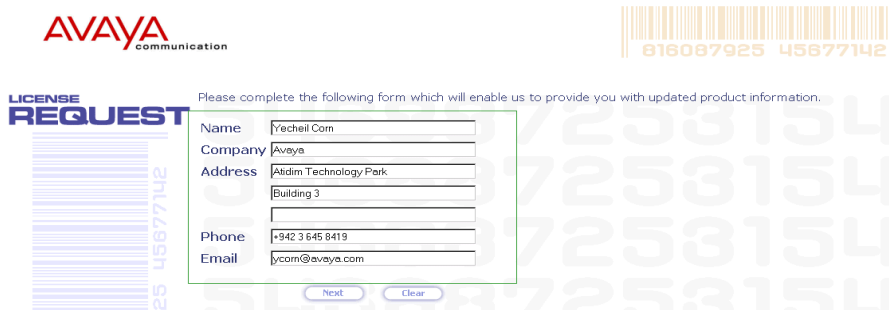 AVAYA
communication
816087925 45677142
LICENSE
REQUEST
Please complete the following form which will enable us to provide you with updated product information.
Name Yecheil Corn
Company Avaya
Address Atidim Technology Park
Building 3
Phone +942 3 645 8419
Email ycorn@avaya.com
Next Clear